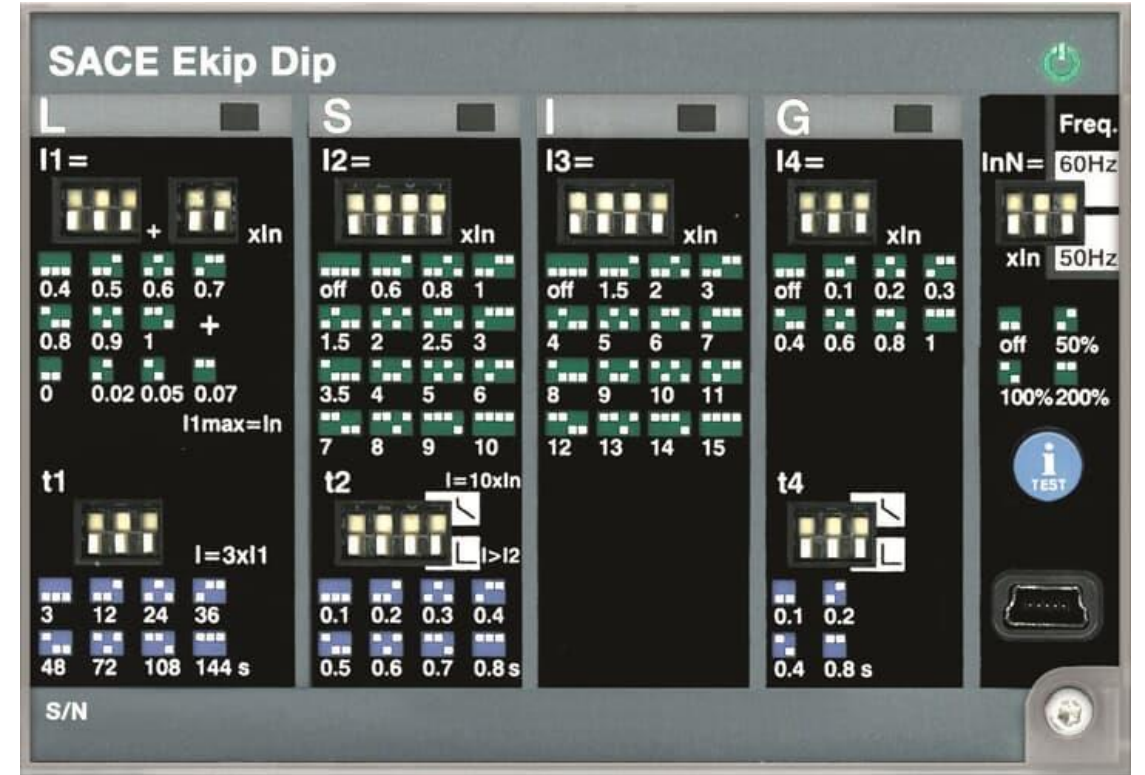 SACE Ekip Dip
L
I1=
+ xIn
0.4 0.5 0.6 0.7
0.8 0.9 1 +
0 0.02 0.05 0.07
I1max=In
t1
I=3xI1
3 12 24 36
48 72 108 144 s
S
I2=
xIn
off 0.6 0.8 1
1.5 2 2.5 3
3.5 4 5 6
7 8 9 10
t2 I=10xIn
I>I2
0.1 0.2 0.3 0.4
0.5 0.6 0.7 0.8s
I
I3=
xIn
off 1.5 2 3
4 5 6 7
8 9 10 11
12 13 14 15
G
I4=
xIn
off 0.1 0.2 0.3
0.4 0.6 0.8 1
t4
0.1 0.2
0.4 0.8 s
Freq.
InN= 60Hz
xIn 50Hz
off 50%
100% 200%
i
TEST
S/N